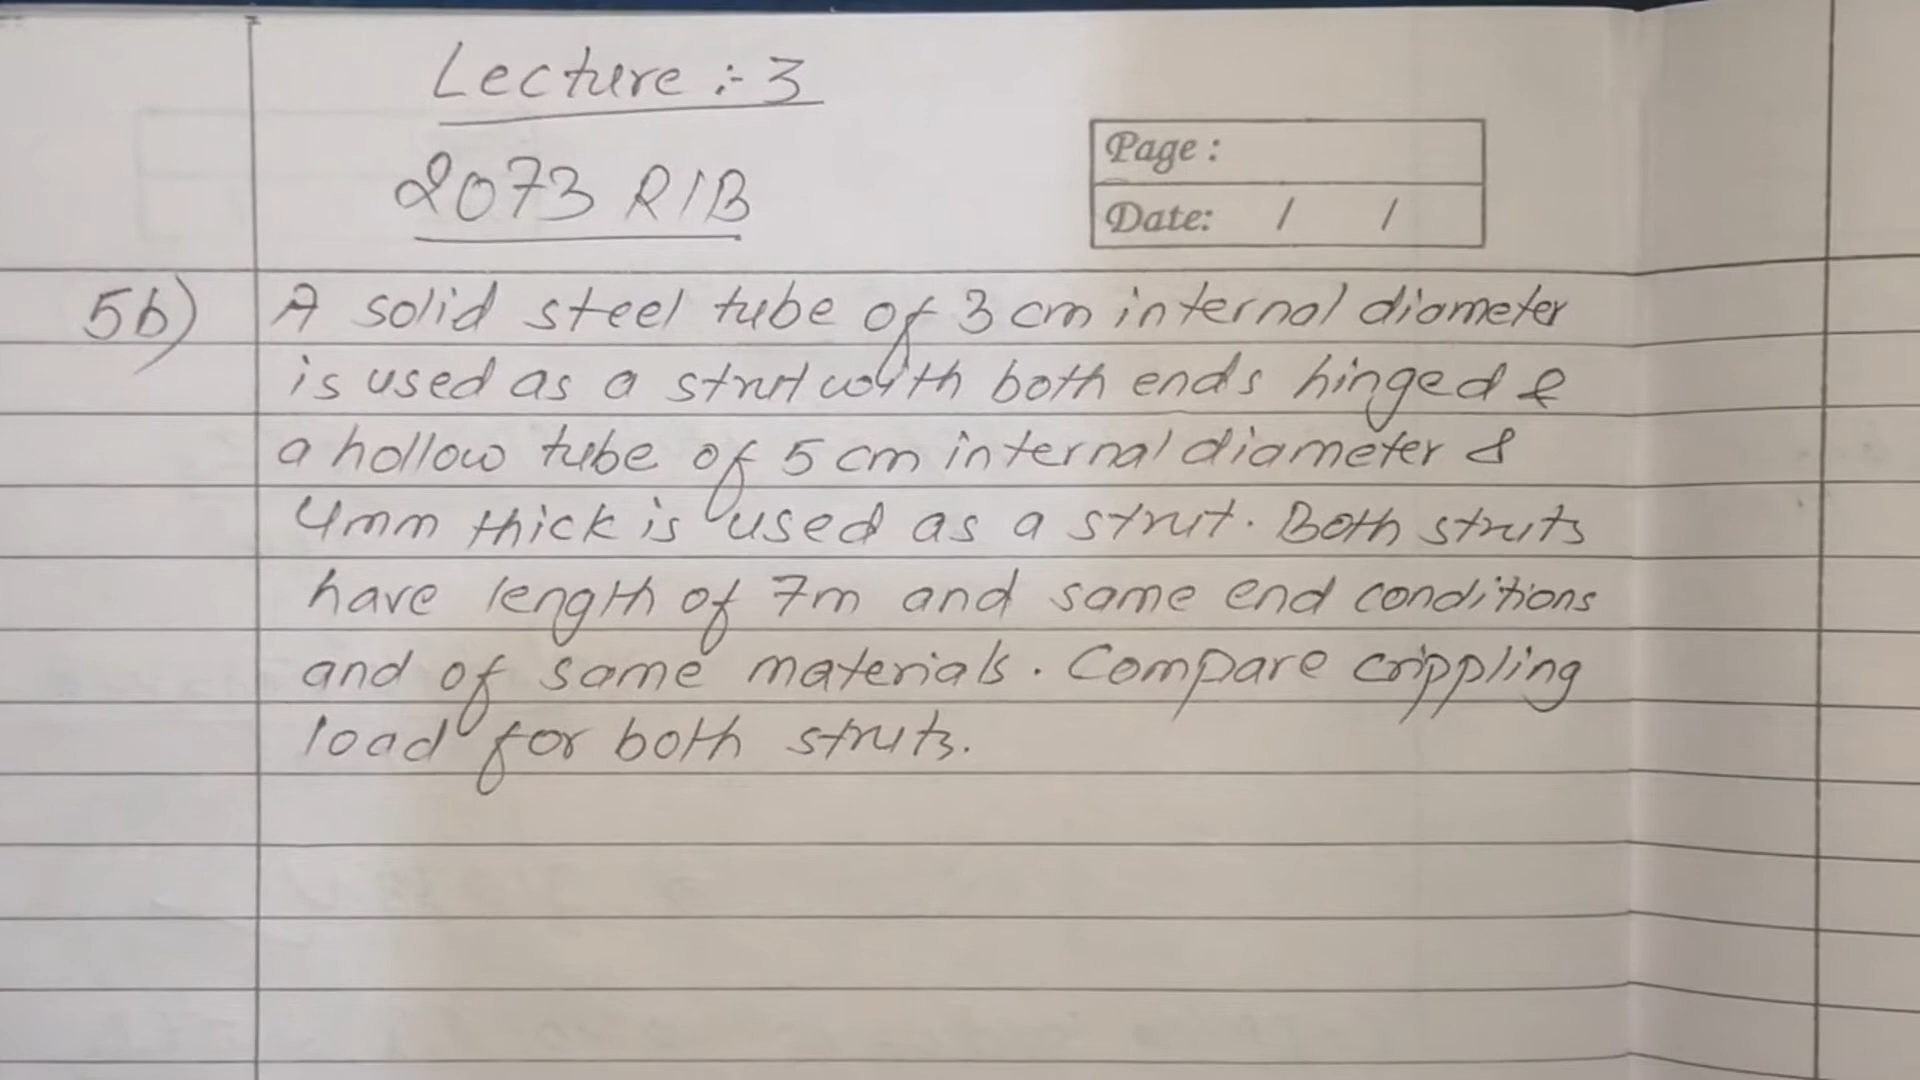 Lecture :- 3
2073 R/B
Page :
Date: / /
5b) A solid steel tube of 3 cm internal diameter
is used as a strut with both ends hinged &
a hollow tube of 5 cm internal diameter &
4mm thick is used as a strut. Both struts
have length of 7m and same end conditions
and of same materials. Compare crippling
load for both struts.